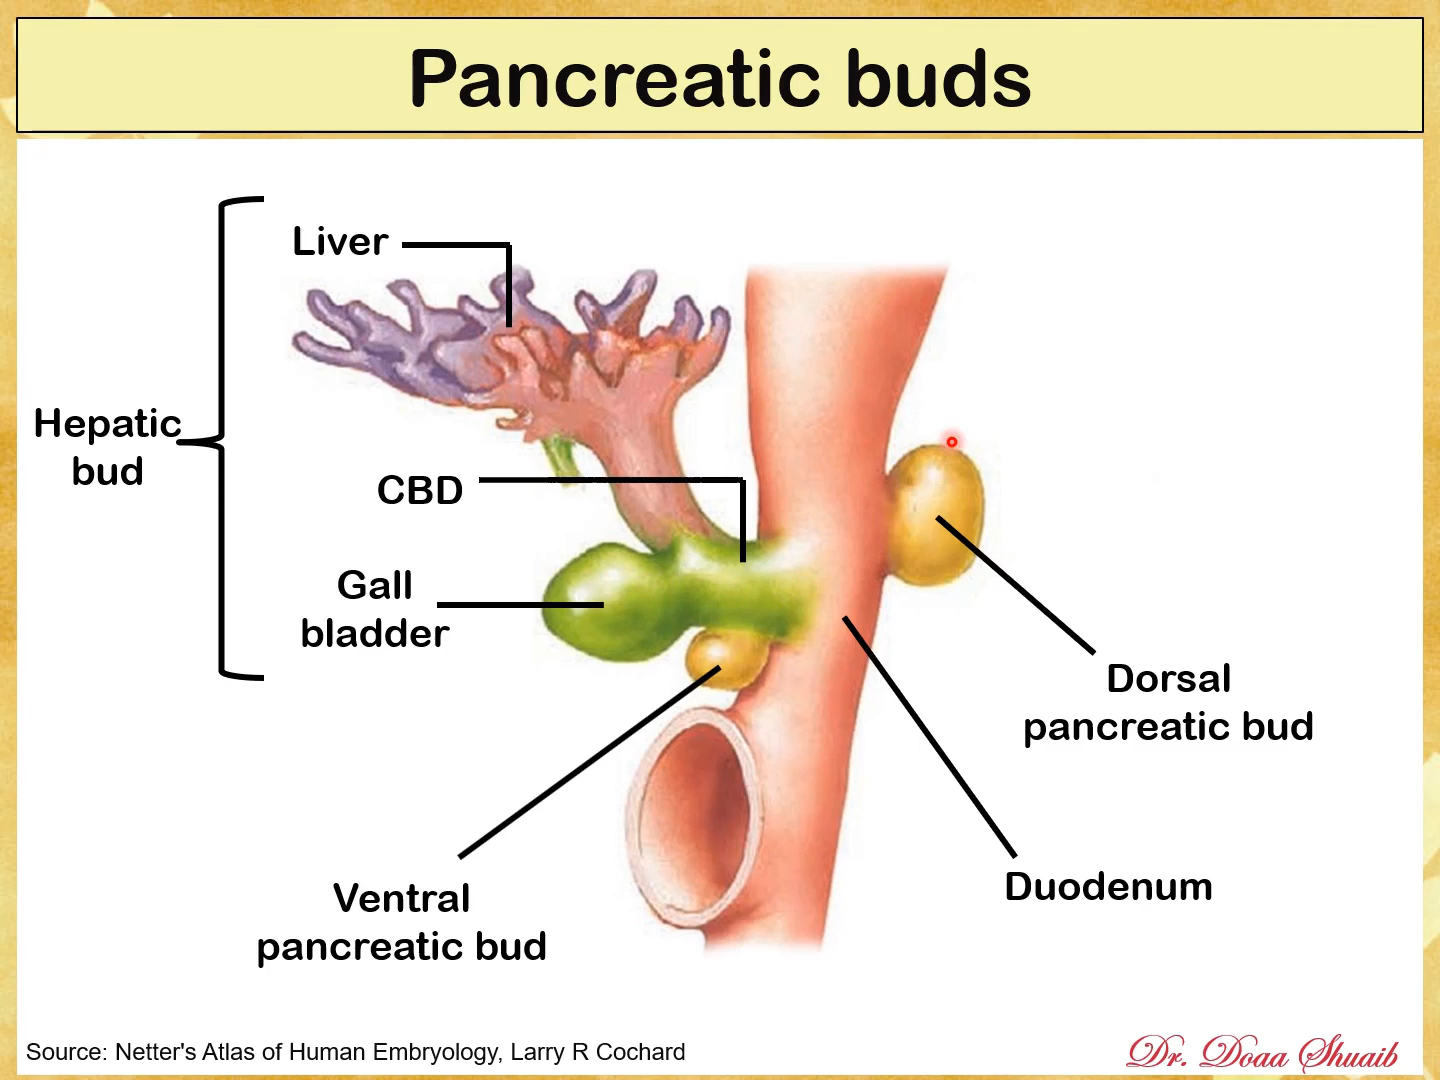 Pancreatic buds
Liver
Hepatic
bud
CBD
Gall
bladder
Dorsal
pancreatic bud
Duodenum
Ventral
pancreatic bud
Source: Netter's Atlas of Human Embryology, Larry R Cochard
Dr. Doaa Shuaib